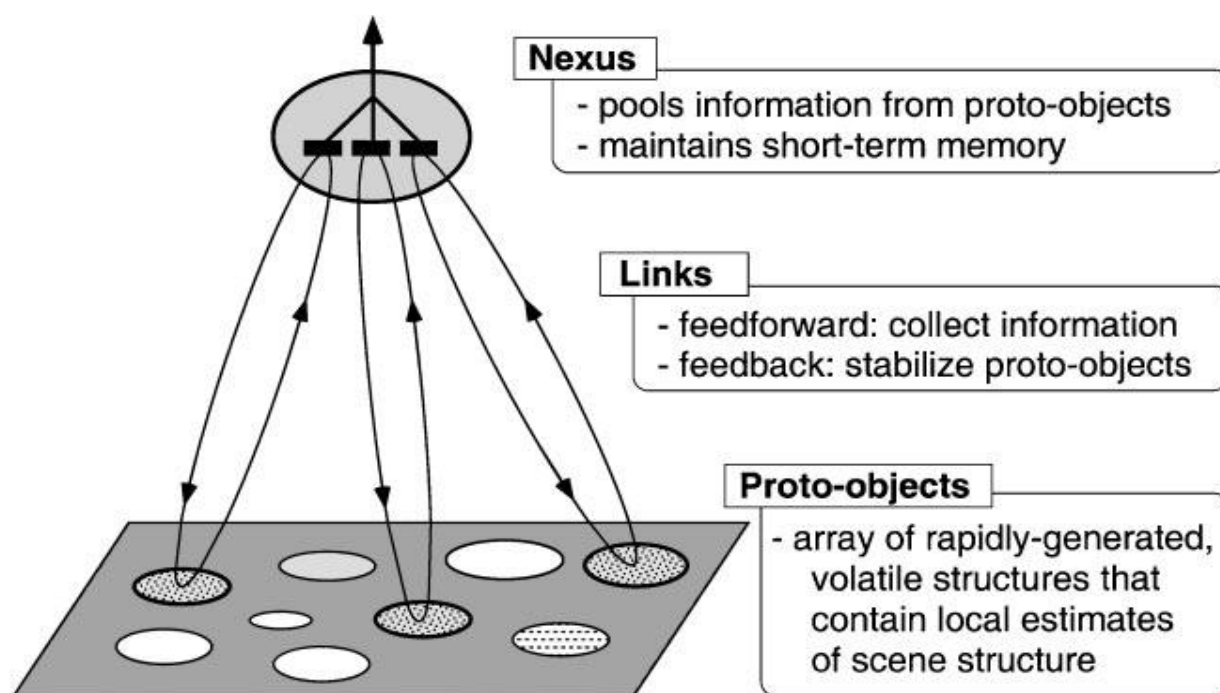 Nexus
- pools information from proto-objects
- maintains short-term memory
Links
- feedforward: collect information
- feedback: stabilize proto-objects
Proto-objects
- array of rapidly-generated,
volatile structures that
contain local estimates
of scene structure